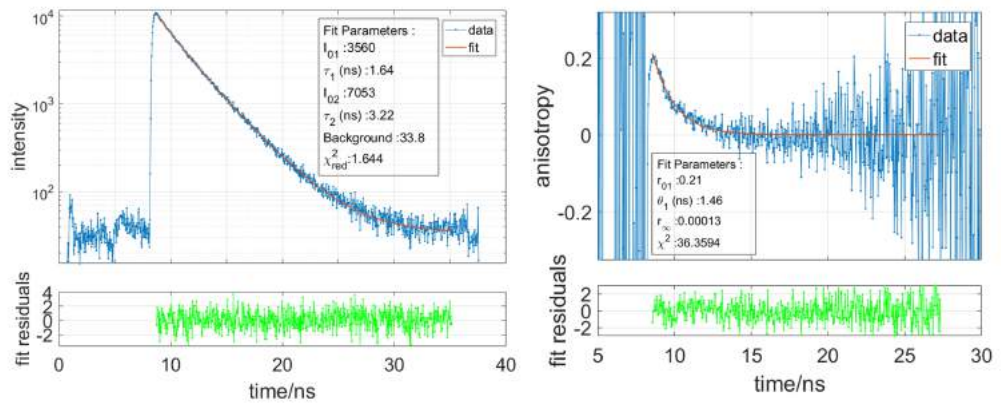 10⁴
10³
10²
intensity
Fit Parameters :
I₀₁ :3560
τ₁ (ns) :1.64
I₀₂ :7053
τ₂ (ns) :3.22
Background :33.8
χ²red :1.644
data
fit
4
2
0
-2
fit residuals
0 10 20 30 40
time/ns
0.2
0
-0.2
anisotropy
data
fit
Fit Parameters :
r₀₁ :0.21
θ₁ (ns) :1.46
r∞ :0.00013
χ² :36.3594
2
0
-2
fit residuals
5 10 15 20 25 30
time/ns